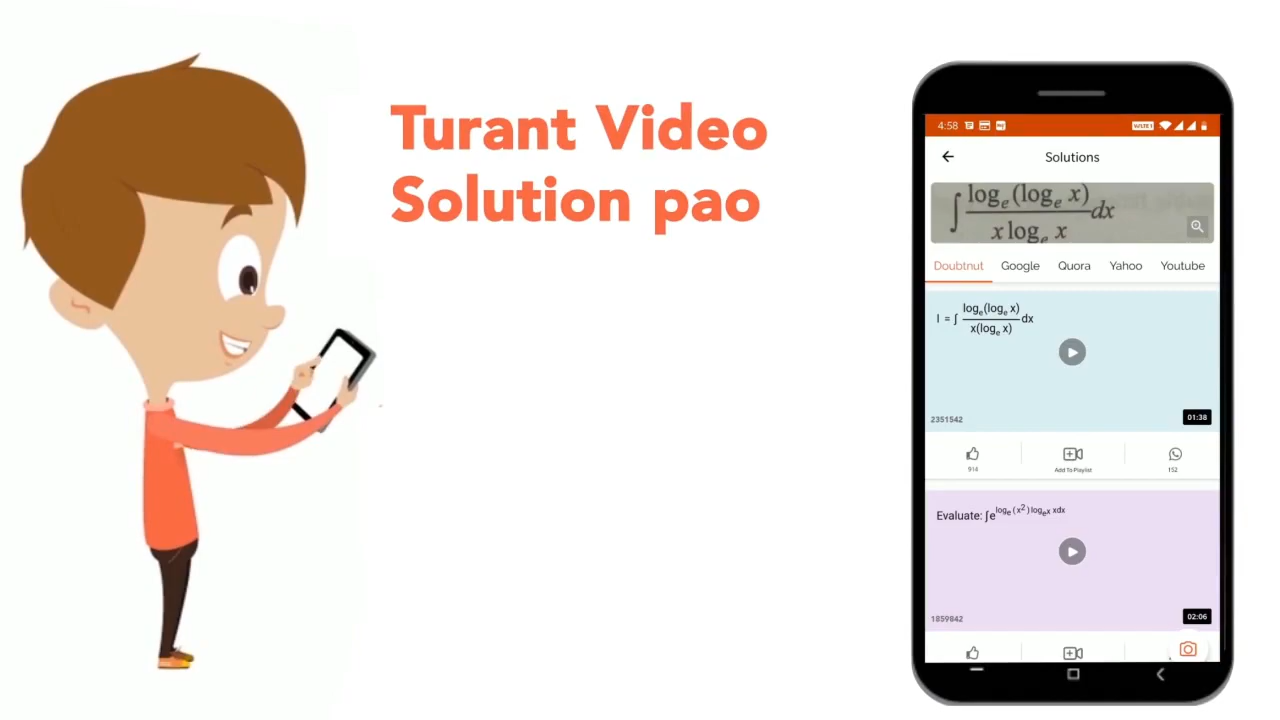 Turant Video
Solution pao
4:58
VoLTE1
Solutions
∫ logₑ(logₑ x) / x logₑ x dx
Doubtnut Google Quora Yahoo Youtube
I = ∫ logₑ(logₑ x) / x(logₑ x) dx
2351542 01:38
914 Add To Playlist 152
Evaluate: ∫e^logₑ(x²)logₑx xdx
1859842 02:06